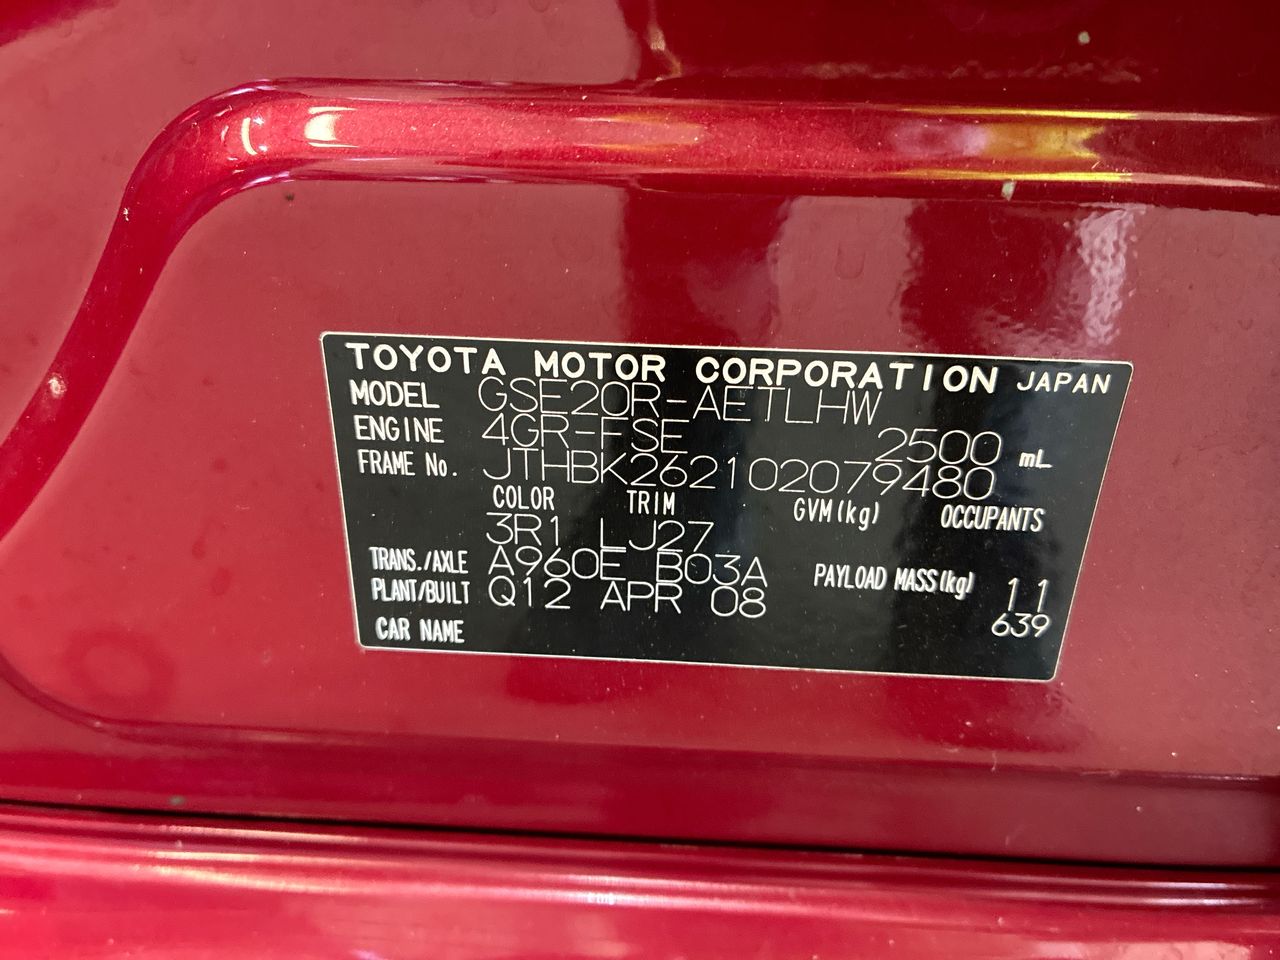 TOYOTA MOTOR CORPORATION JAPAN
MODEL GSE20R-AETLHW
ENGINE 4GR-FSE 2500 mL
FRAME No. JTHBK262102079480
COLOR TRIM GVM(kg) OCCUPANTS
3R1 LJ27
TRANS./AXLE A960E B03A PAYLOAD MASS(kg) 11
PLANT/BUILT Q12 APR 08 639
CAR NAME